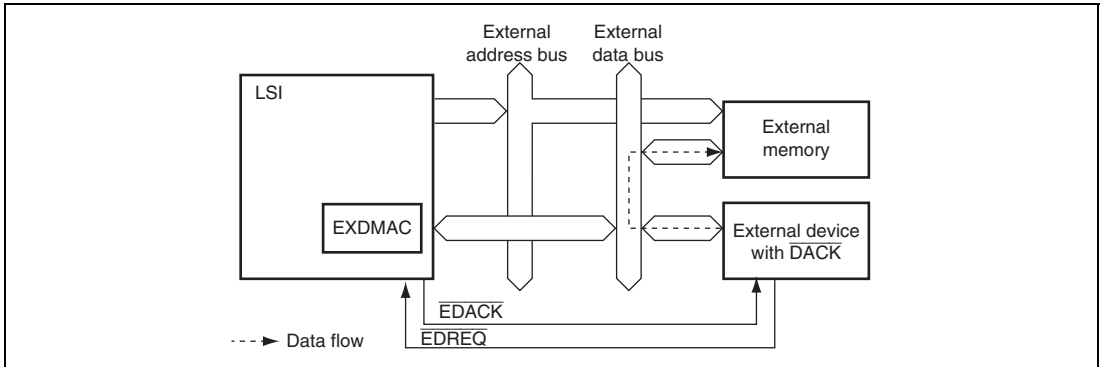 External
address bus
External
data bus
LSI
External
memory
EXDMAC
External device
with DACK
EDACK
EDREQ
Data flow